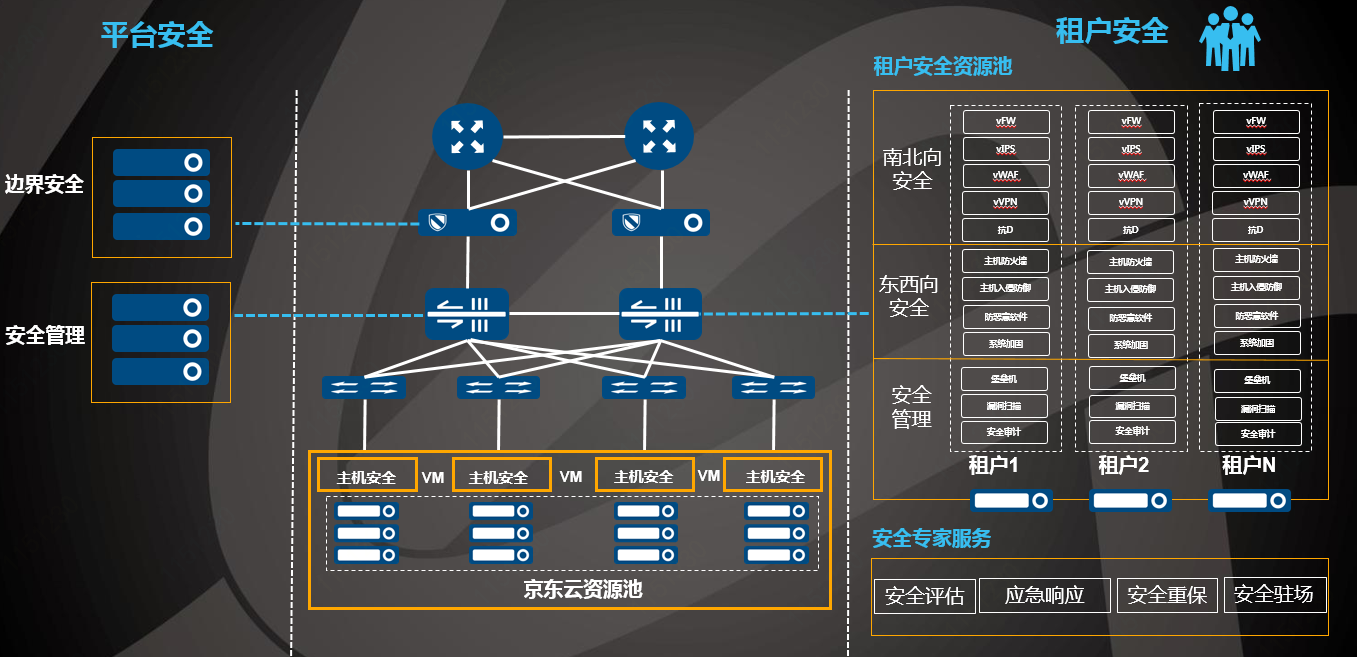 平台安全
边界安全
安全管理
主机安全
VM
主机安全
VM
主机安全
VM
主机安全
京东云资源池
租户安全
租户安全资源池
南北向
安全
东西向
安全
安全
管理
vFW
vIPS
vWAF
vVPN
抗D
主机防火墙
主机入侵防御
防恶意软件
系统加固
堡垒机
漏洞扫描
安全审计
租户1
vFW
vIPS
vWAF
vVPN
抗D
主机防火墙
主机入侵防御
防恶意软件
系统加固
堡垒机
漏洞扫描
安全审计
租户2
vFW
vIPS
vWAF
vVPN
抗D
主机防火墙
主机入侵防御
防恶意软件
系统加固
堡垒机
漏洞扫描
安全审计
租户N
安全专家服务
安全评估
应急响应
安全重保
安全驻场